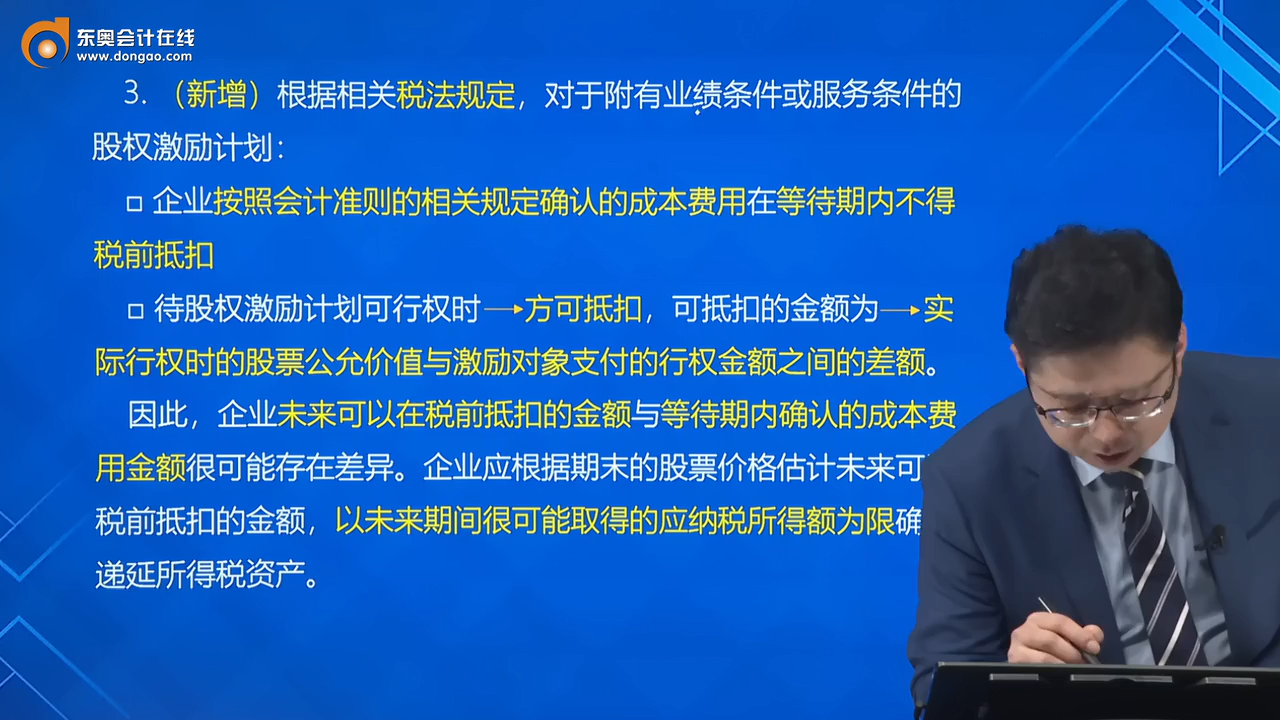 东奥会计在线
www.dongao.com
3.（新增）根据相关税法规定，对于附有业绩条件或服务条件的
股权激励计划：
□ 企业按照会计准则的相关规定确认的成本费用在等待期内不得
税前抵扣
□ 待股权激励计划可行权时→方可抵扣，可抵扣的金额为→实
际行权时的股票公允价值与激励对象支付的行权金额之间的差额。
因此，企业未来可以在税前抵扣的金额与等待期内确认的成本费
用金额很可能存在差异。企业应根据期末的股票价格估计未来可
税前抵扣的金额，以未来期间很可能取得的应纳税所得额为限确
递延所得税资产。